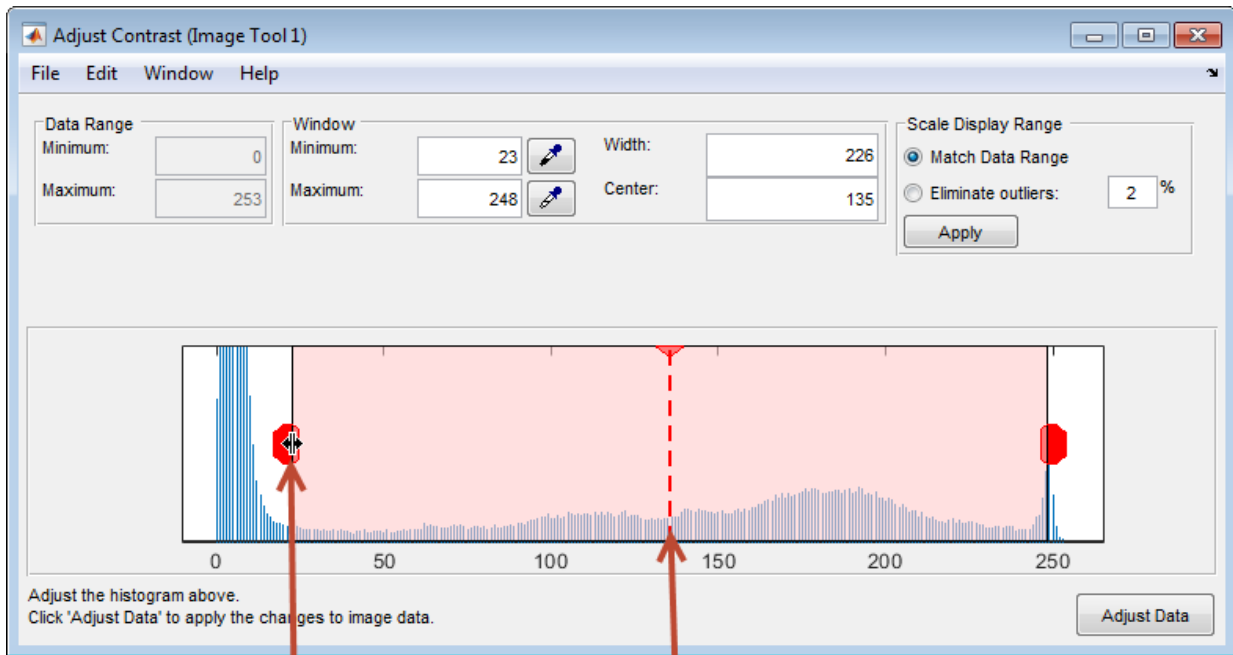 Adjust Contrast (Image Tool 1)
File Edit Window Help
Data Range
Minimum: 0
Maximum: 253
Window
Minimum: 23
Maximum: 248
Width: 226
Center: 135
Scale Display Range
Match Data Range
Eliminate outliers: 2 %
Apply
0 50 100 150 200 250
Adjust the histogram above.
Click 'Adjust Data' to apply the changes to image data.
Adjust Data